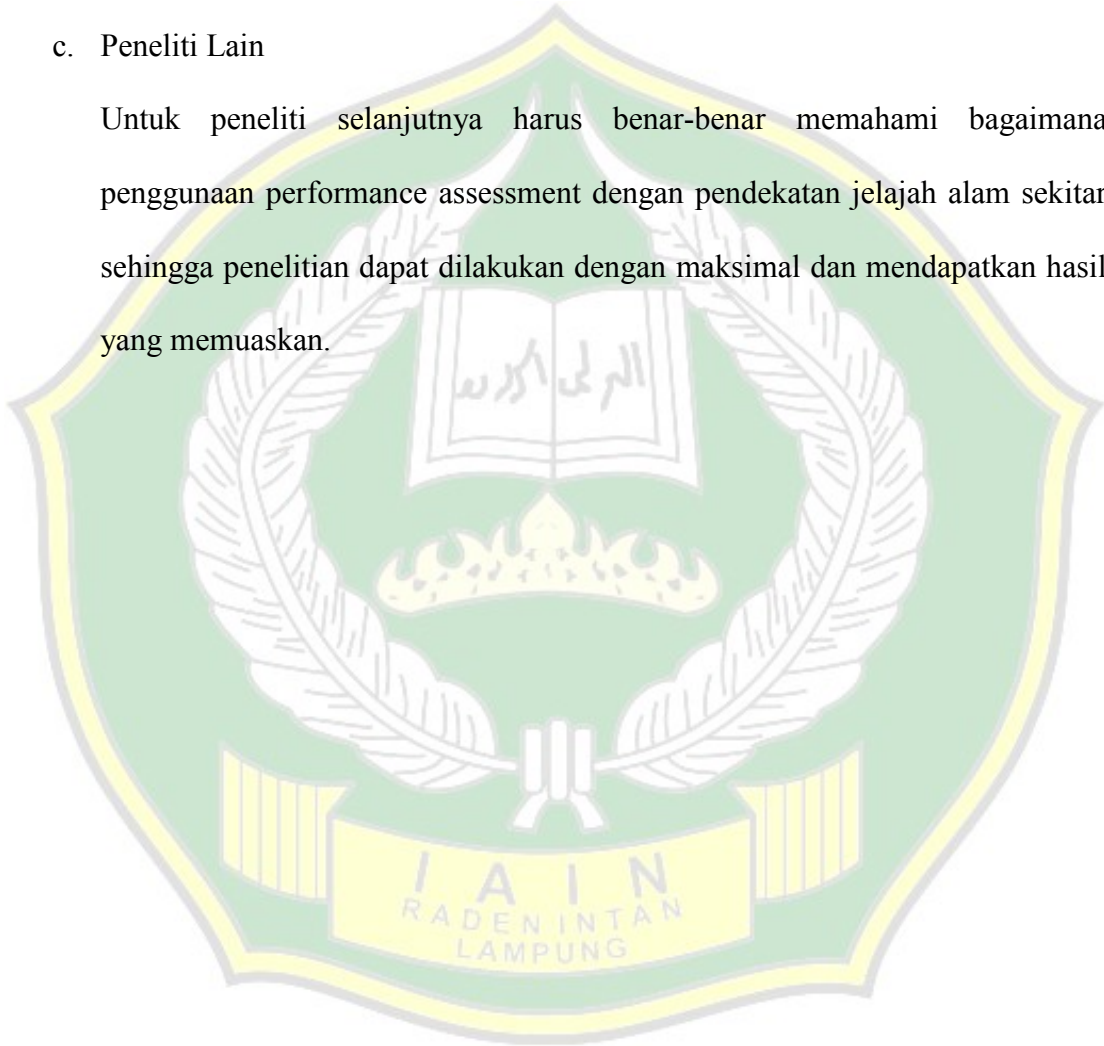 c. Peneliti Lain
Untuk peneliti selanjutnya harus benar-benar memahami bagaimana
penggunaan performance assessment dengan pendekatan jelajah alam sekitar
sehingga penelitian dapat dilakukan dengan maksimal dan mendapatkan hasil
yang memuaskan.
IAIN
RADEN INTAN
LAMPUNG